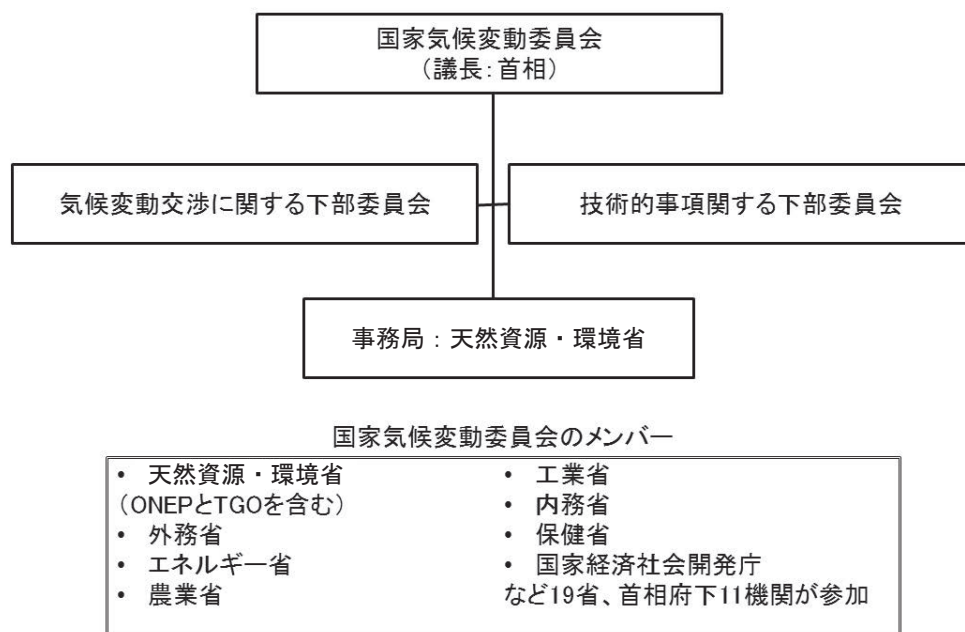 国家気候変動委員会
（議長：首相）
気候変動交渉に関する下部委員会
技術的事項関する下部委員会
事務局：天然資源・環境省
国家気候変動委員会のメンバー
• 天然資源・環境省
（ONEPとTGOを含む）
• 外務省
• エネルギー省
• 農業省
• 工業省
• 内務省
• 保健省
• 国家経済社会開発庁
など19省、首相府下11機関が参加